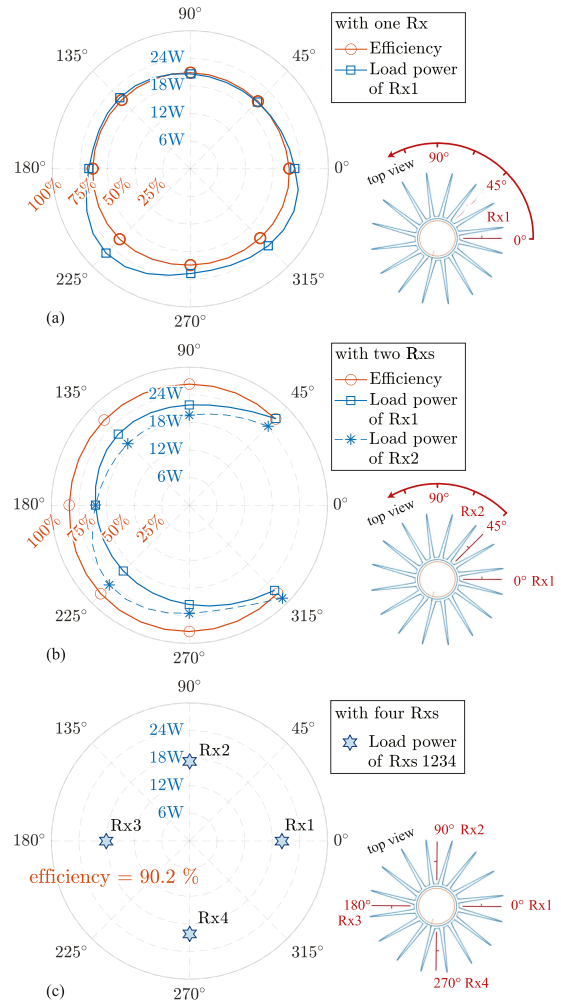 90°
135°
24W
18W
12W
6W
180°
0°
100%
75%
50%
25%
225°
315°
270°
(a)
with one Rx
Efficiency
Load power
of Rx1
top view
90°
45°
Rx1
0°
90°
135°
45°
24W
18W
12W
6W
180°
0°
100%
75%
50%
25%
225°
315°
270°
(b)
with two Rxs
Efficiency
Load power
of Rx1
Load power
of Rx2
top view
90°
Rx2
45°
0° Rx1
90°
135°
45°
24W
18W
12W
6W
Rx2
Rx3
Rx1
180°
0°
efficiency = 90.2 %
Rx4
225°
315°
270°
(c)
with four Rxs
Load power
of Rxs 1234
top view
90° Rx2
180°
Rx3
0° Rx1
270° Rx4